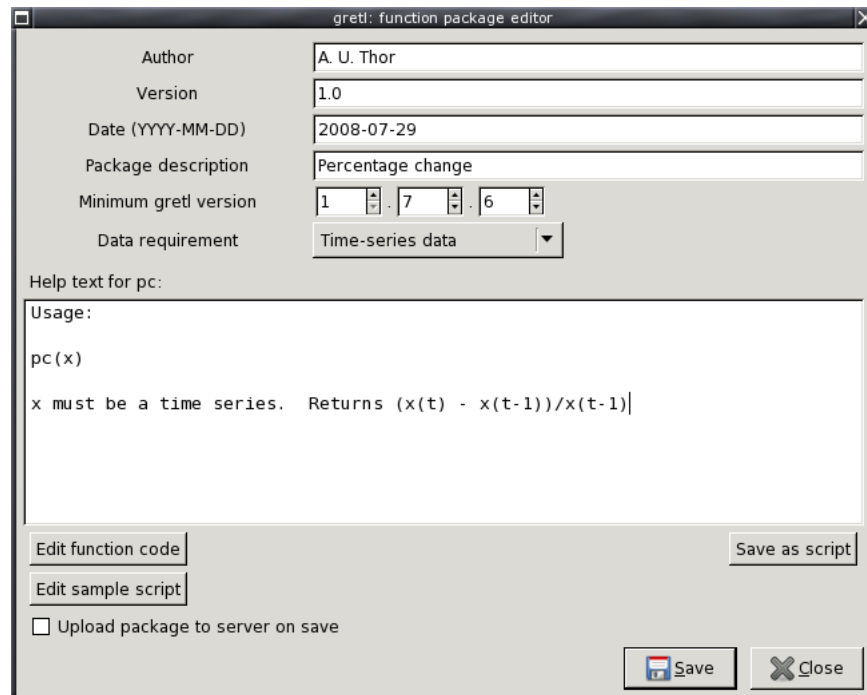 gretl: function package editor
Author A. U. Thor
Version 1.0
Date (YYYY-MM-DD) 2008-07-29
Package description Percentage change
Minimum gretl version 1 . 7 . 6
Data requirement Time-series data
Help text for pc:
Usage:
pc(x)
x must be a time series.  Returns (x(t) - x(t-1))/x(t-1)
Edit function code Save as script
Edit sample script
Upload package to server on save
Save Close